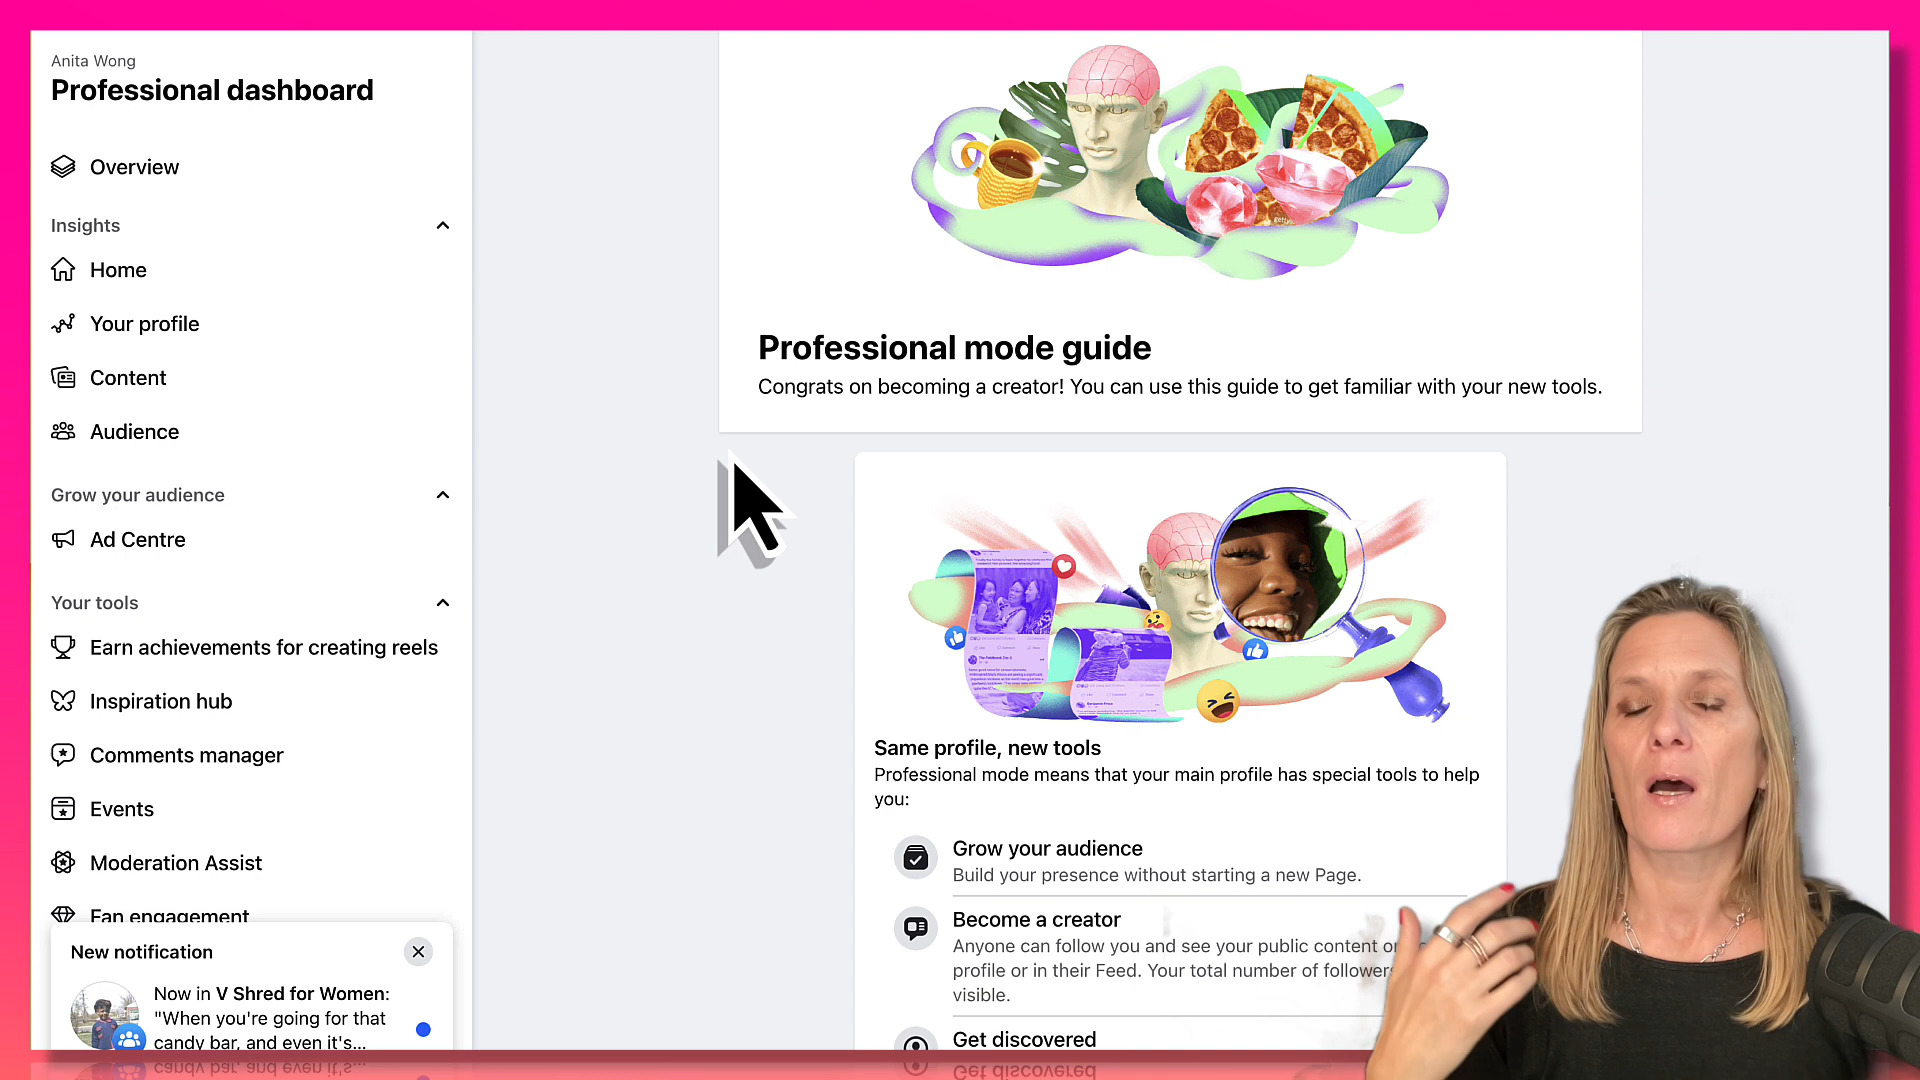 Anita Wong
Professional dashboard
Overview
Insights
Home
Your profile
Content
Audience
Grow your audience
Ad Centre
Your tools
Earn achievements for creating reels
Inspiration hub
Comments manager
Events
Moderation Assist
Fan engagement
New notification
Now in V Shred for Women:
"When you're going for that
candy bar, and even it's...
Professional mode guide
Congrats on becoming a creator! You can use this guide to get familiar with your new tools.
Same profile, new tools
Professional mode means that your main profile has special tools to help
you:
Grow your audience
Build your presence without starting a new Page.
Become a creator
Anyone can follow you and see your public content
profile or in their Feed. Your total number of followers
visible.
Get discovered